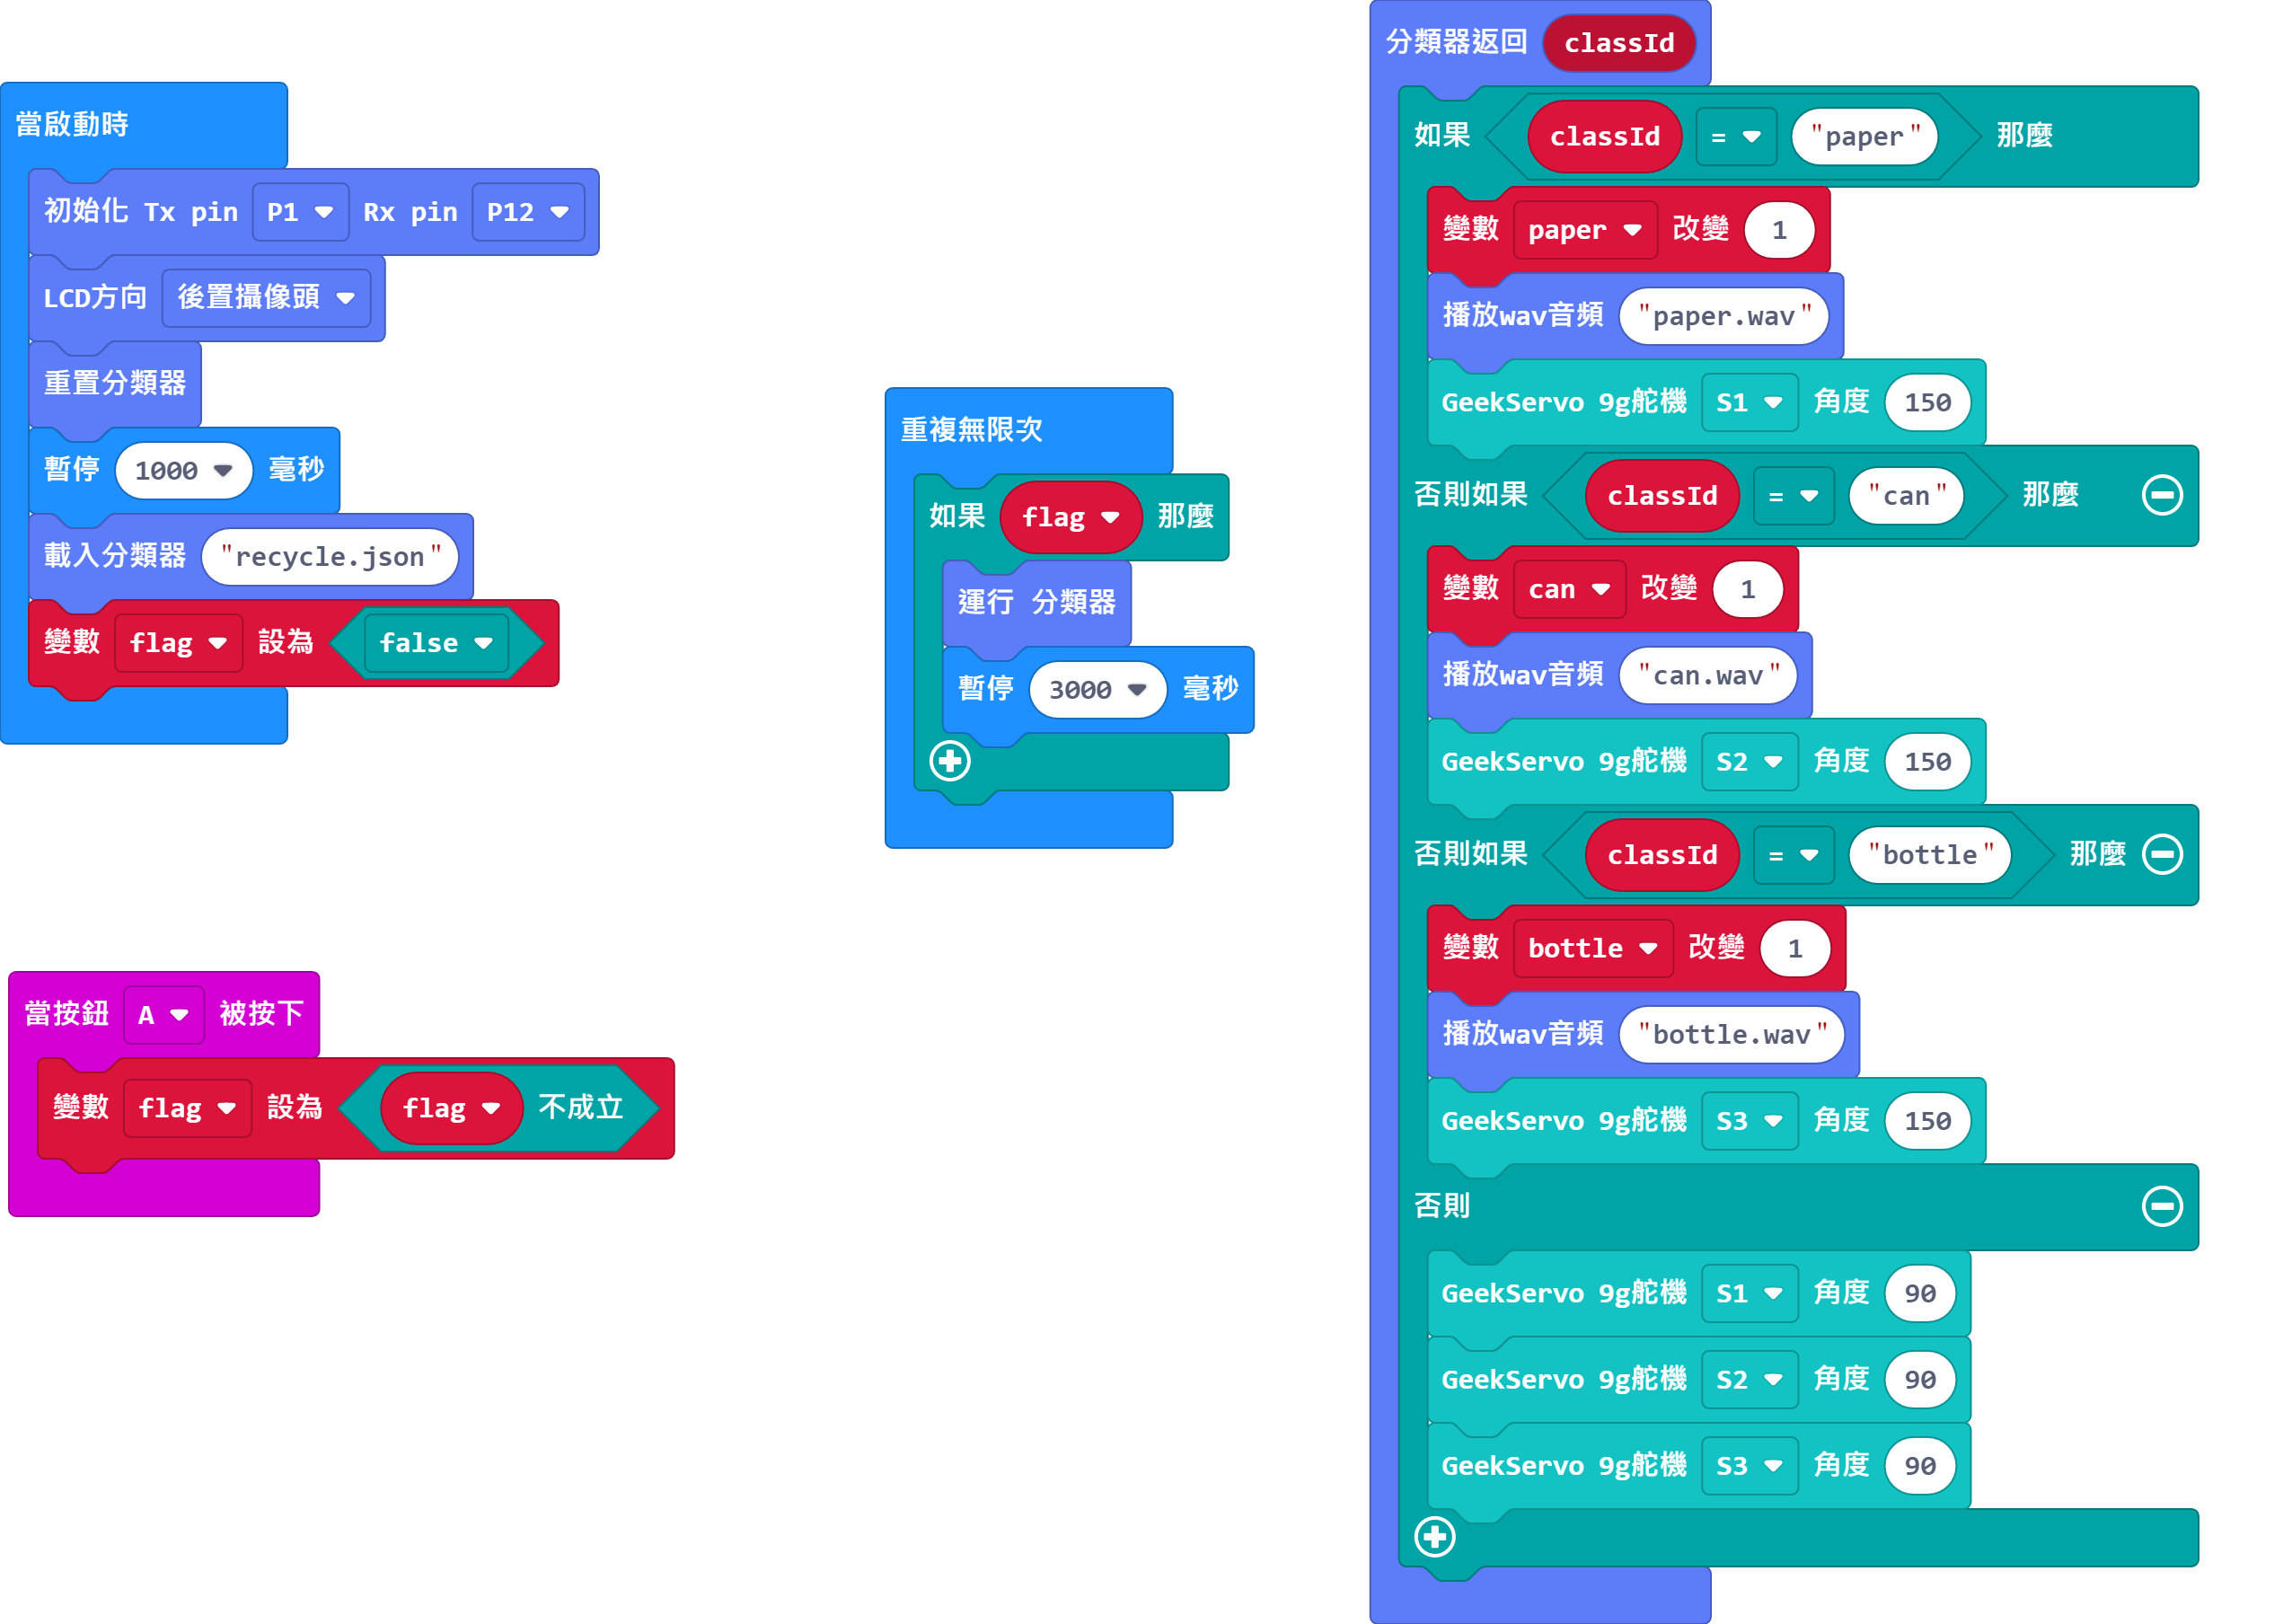 當啟動時
初始化 Tx pin P1 Rx pin P12
LCD方向 後置攝像頭
重置分類器
暫停 1000 毫秒
載入分類器 "recycle.json"
變數 flag 設為 false
當按鈕 A 被按下
變數 flag 設為 flag 不成立
重複無限次
如果 flag 那麼
運行 分類器
暫停 3000 毫秒
分類器返回 classId
如果 classId = "paper" 那麼
變數 paper 改變 1
播放wav音頻 "paper.wav"
GeekServo 9g舵機 S1 角度 150
否則如果 classId = "can" 那麼
變數 can 改變 1
播放wav音頻 "can.wav"
GeekServo 9g舵機 S2 角度 150
否則如果 classId = "bottle" 那麼
變數 bottle 改變 1
播放wav音頻 "bottle.wav"
GeekServo 9g舵機 S3 角度 150
否則
GeekServo 9g舵機 S1 角度 90
GeekServo 9g舵機 S2 角度 90
GeekServo 9g舵機 S3 角度 90